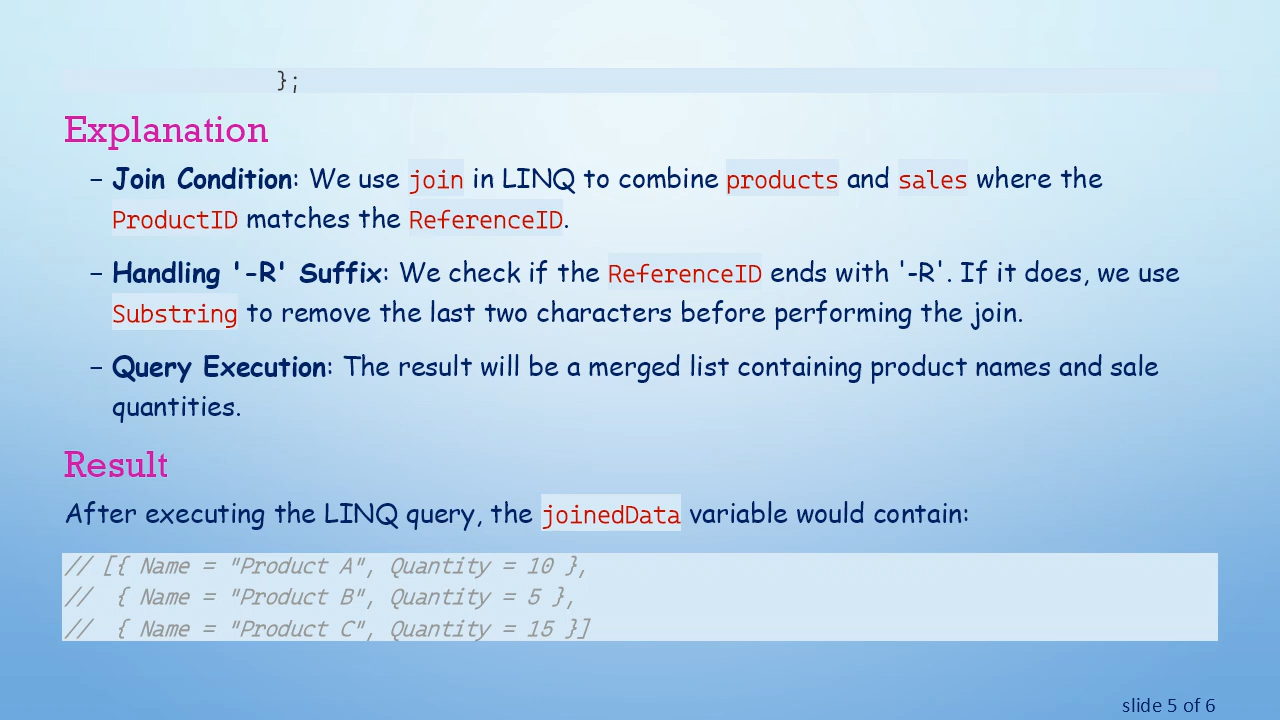 };
Explanation
– Join Condition: We use join in LINQ to combine products and sales where the
ProductID matches the ReferenceID.
– Handling '-R' Suffix: We check if the ReferenceID ends with '-R'. If it does, we use
Substring to remove the last two characters before performing the join.
– Query Execution: The result will be a merged list containing product names and sale
quantities.
Result
After executing the LINQ query, the joinedData variable would contain:
// [{ Name = "Product A", Quantity = 10 },
//  { Name = "Product B", Quantity = 5 },
//  { Name = "Product C", Quantity = 15 }]
slide 5 of 6